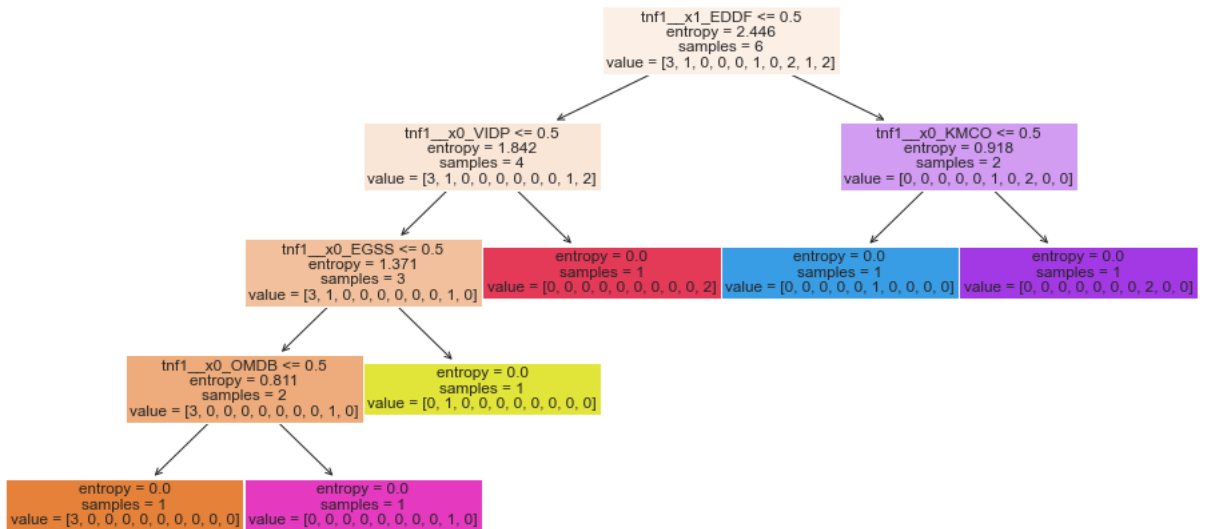 tnf1__x1_EDDF <= 0.5
entropy = 2.446
samples = 6
value = [3, 1, 0, 0, 0, 1, 0, 2, 1, 2]
tnf1__x0_VIDP <= 0.5
entropy = 1.842
samples = 4
value = [3, 1, 0, 0, 0, 0, 0, 0, 1, 2]
tnf1__x0_KMCO <= 0.5
entropy = 0.918
samples = 2
value = [0, 0, 0, 0, 0, 1, 0, 2, 0, 0]
tnf1__x0_EGSS <= 0.5
entropy = 1.371
samples = 3
value = [3, 1, 0, 0, 0, 0, 0, 0, 1, 0]
entropy = 0.0
samples = 1
value = [0, 0, 0, 0, 0, 0, 0, 0, 0, 2]
entropy = 0.0
samples = 1
value = [0, 0, 0, 0, 0, 1, 0, 0, 0, 0]
entropy = 0.0
samples = 1
value = [0, 0, 0, 0, 0, 0, 0, 2, 0, 0]
tnf1__x0_OMDB <= 0.5
entropy = 0.811
samples = 2
value = [3, 0, 0, 0, 0, 0, 0, 0, 1, 0]
entropy = 0.0
samples = 1
value = [0, 1, 0, 0, 0, 0, 0, 0, 0, 0]
entropy = 0.0
samples = 1
value = [3, 0, 0, 0, 0, 0, 0, 0, 0, 0]
entropy = 0.0
samples = 1
value = [0, 0, 0, 0, 0, 0, 0, 0, 1, 0]